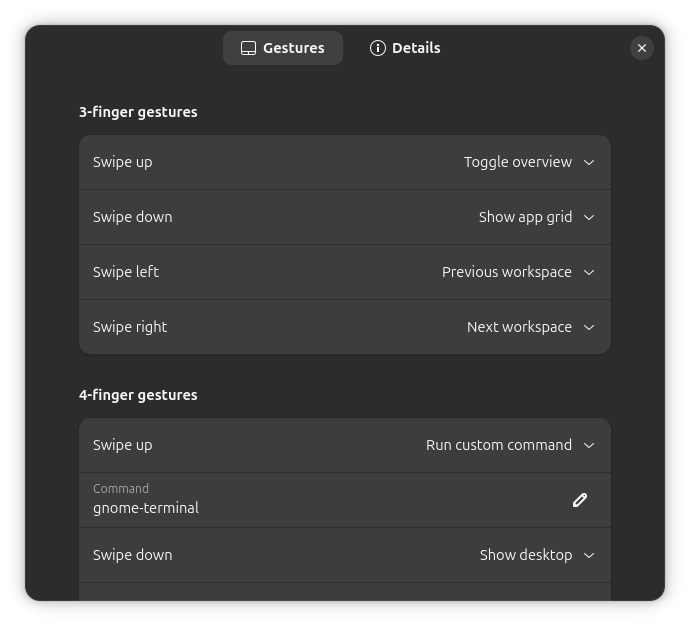 Gestures
Details
3-finger gestures
Swipe up Toggle overview
Swipe down Show app grid
Swipe left Previous workspace
Swipe right Next workspace
4-finger gestures
Swipe up Run custom command
Command
gnome-terminal
Swipe down Show desktop